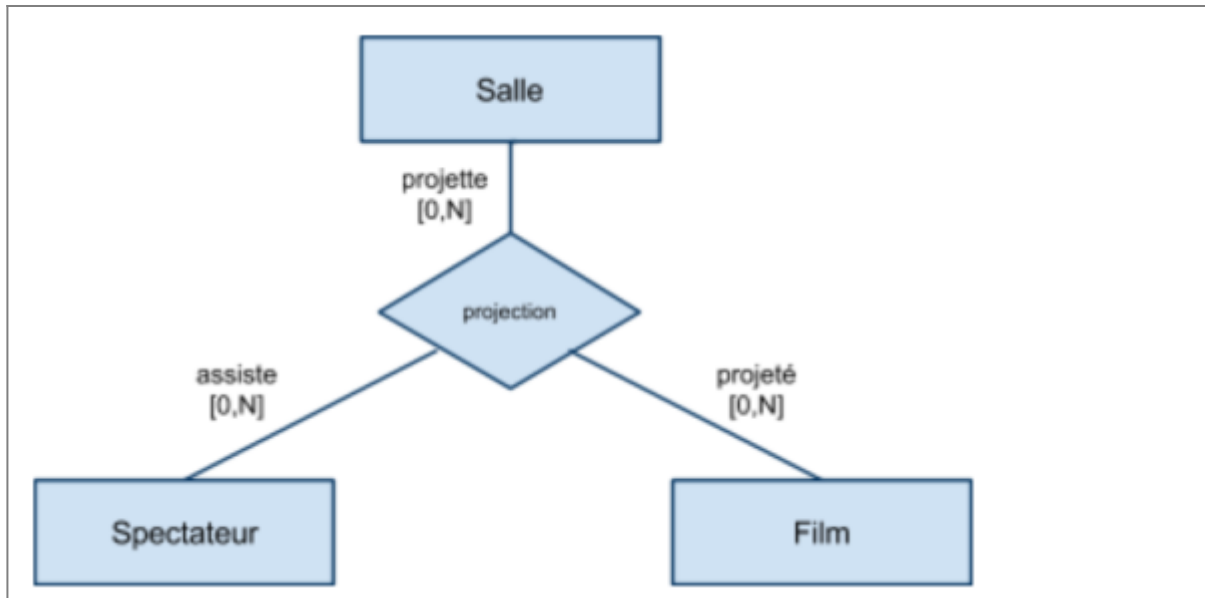 Salle
projette
[0,N]
projection
assiste
[0,N]
projeté
[0,N]
Spectateur
Film